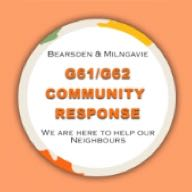 BEARSDEN & MILNGAVIE
G61/G62
COMMUNITY
RESPONSE
WE ARE HERE TO HELP OUR
NEIGHBOURS